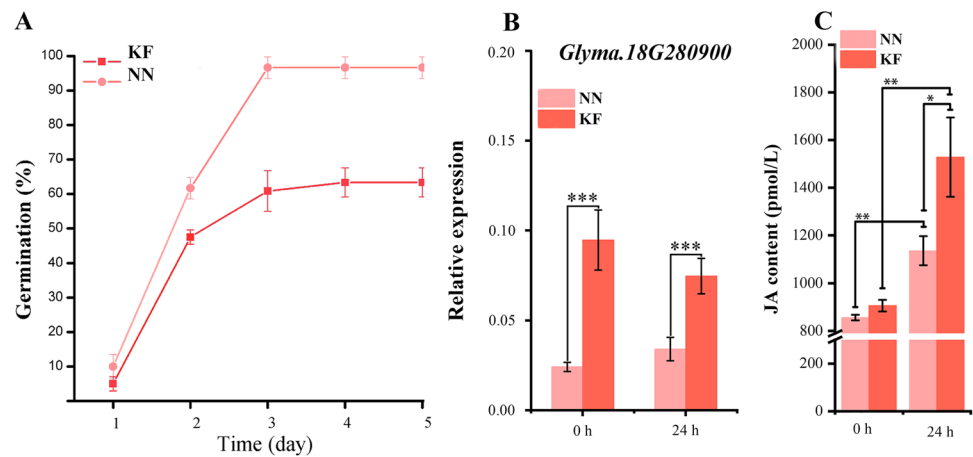 A
KF
NN
Germination (%)
100
90
80
70
60
50
40
30
20
10
1 2 3 4 5
Time (day)
B
Glyma.18G280900
NN
KF
Relative expression
0.20
0.15
0.10
0.05
0.00
***
***
0 h 24 h
C
NN
KF
JA content (pmol/L)
2000
1800
1600
1400
1200
1000
800
200
0
**
*
**
0 h 24 h